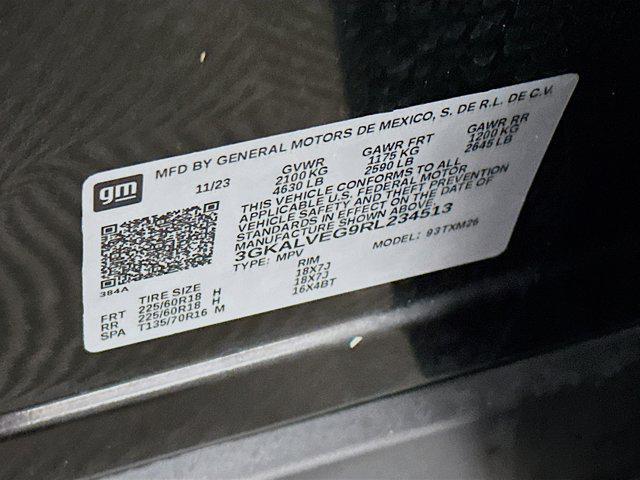 gm
MFD BY GENERAL MOTORS DE MEXICO, S. DE R.L. DE C.V.
11/23 GVWR GAWR FRT GAWR RR
2100 KG 1175 KG 1200 KG
4630 LB 2590 LB 2645 LB
THIS VEHICLE CONFORMS TO ALL
APPLICABLE U.S. FEDERAL MOTOR
VEHICLE SAFETY AND THEFT PREVENTION
STANDARDS IN EFFECT ON THE DATE OF
MANUFACTURE SHOWN ABOVE.
3GKALVEG9RL234513
TYPE: MPV MODEL: 93TXM26
384A
TIRE SIZE RIM
FRT 225/60R18 H 18X7J
RR 225/60R18 H 18X7J
SPA T135/70R16 M 16X4BT